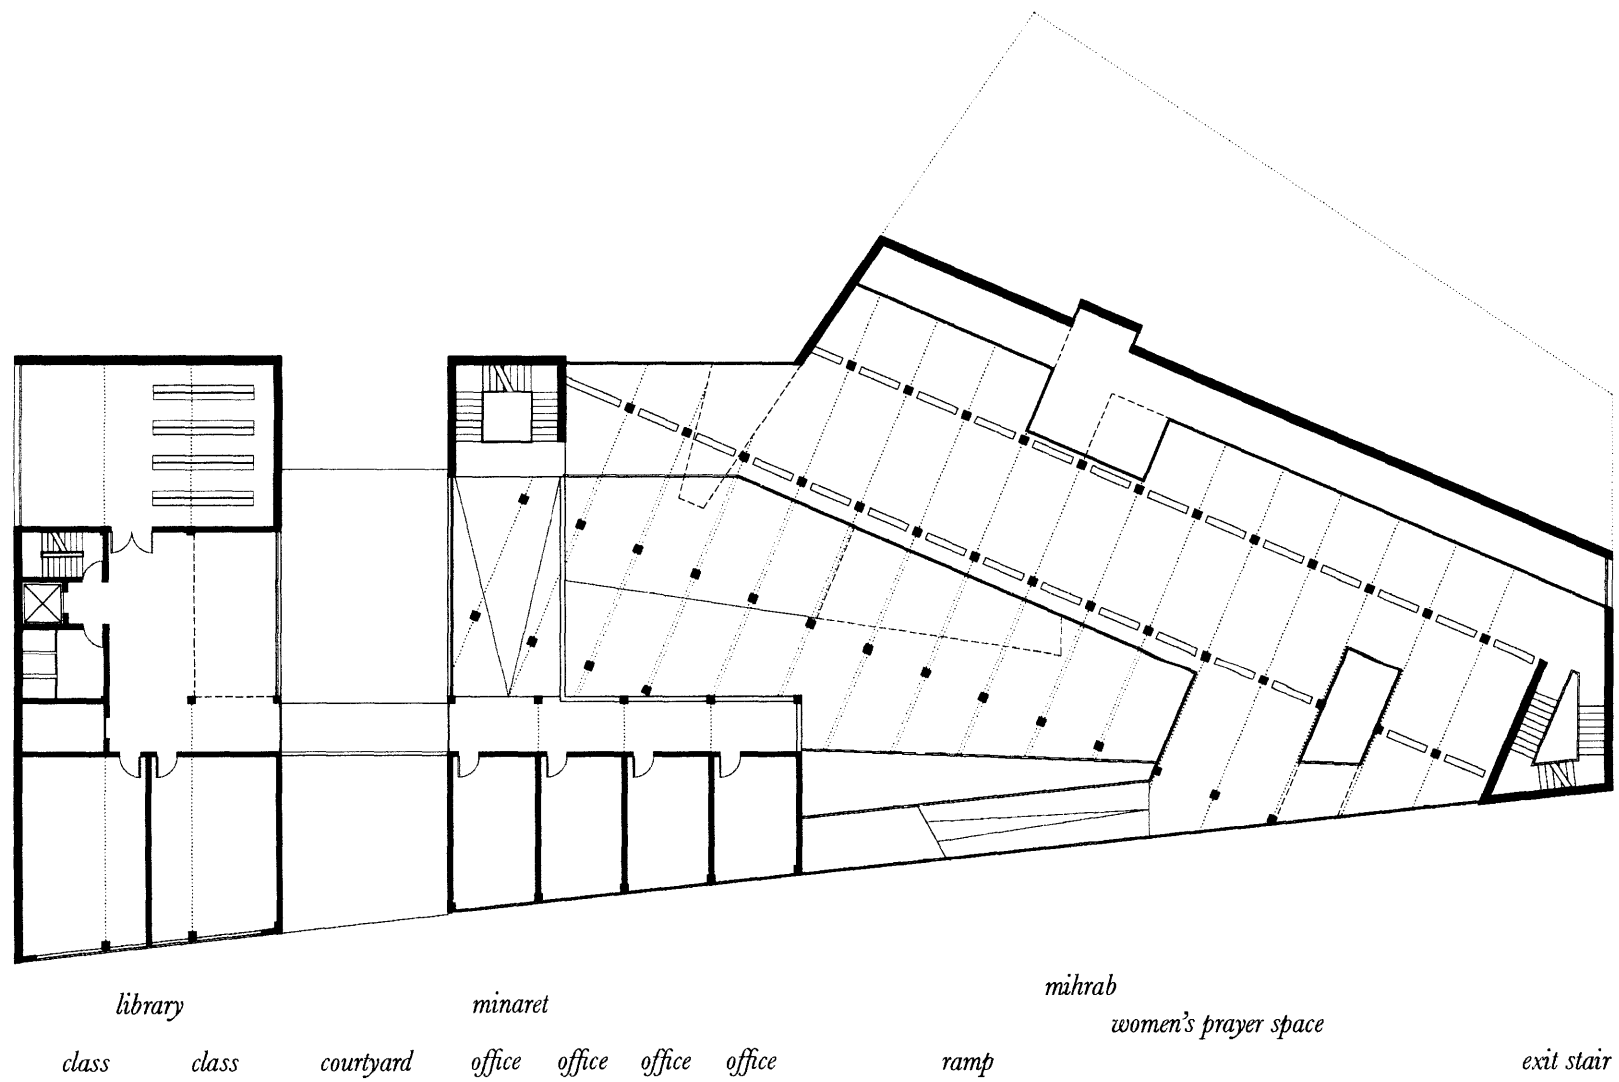 mihrab
library minaret
women's prayer space
class class courtyard office office office office ramp exit stair